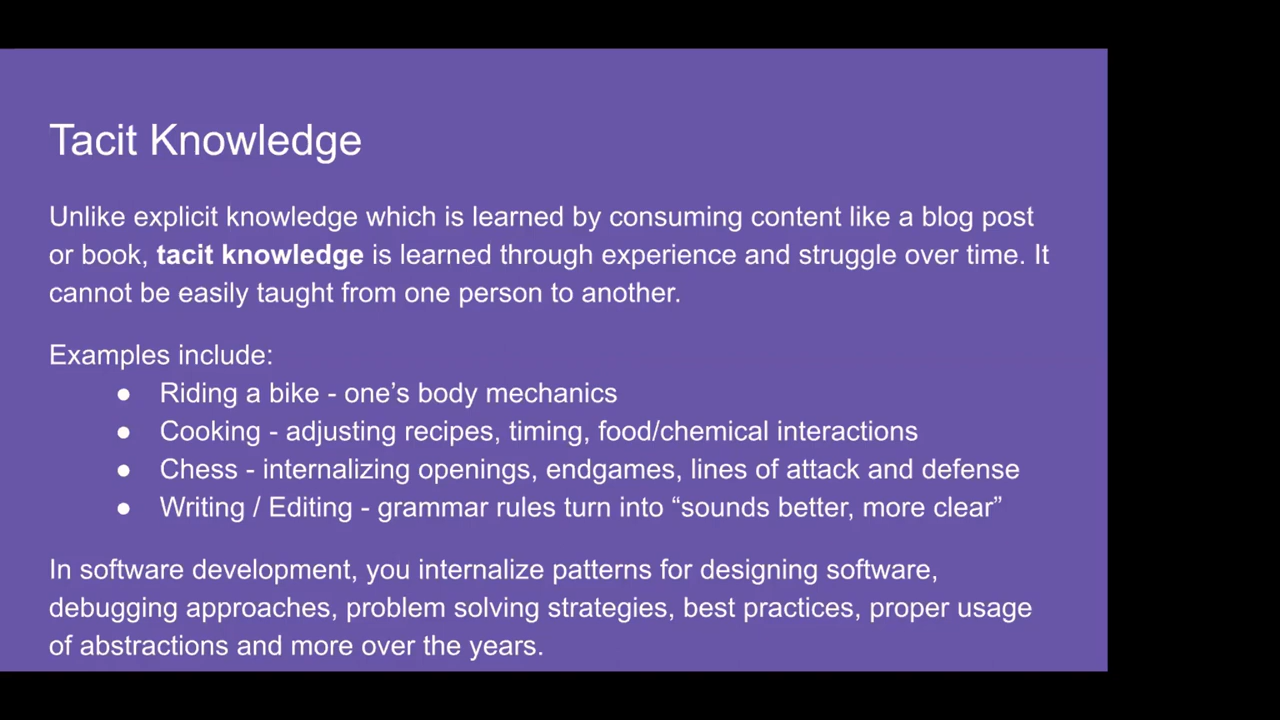 Tacit Knowledge
Unlike explicit knowledge which is learned by consuming content like a blog post
or book, tacit knowledge is learned through experience and struggle over time. It
cannot be easily taught from one person to another.
Examples include:
● Riding a bike - one’s body mechanics
● Cooking - adjusting recipes, timing, food/chemical interactions
● Chess - internalizing openings, endgames, lines of attack and defense
● Writing / Editing - grammar rules turn into “sounds better, more clear”
In software development, you internalize patterns for designing software,
debugging approaches, problem solving strategies, best practices, proper usage
of abstractions and more over the years.